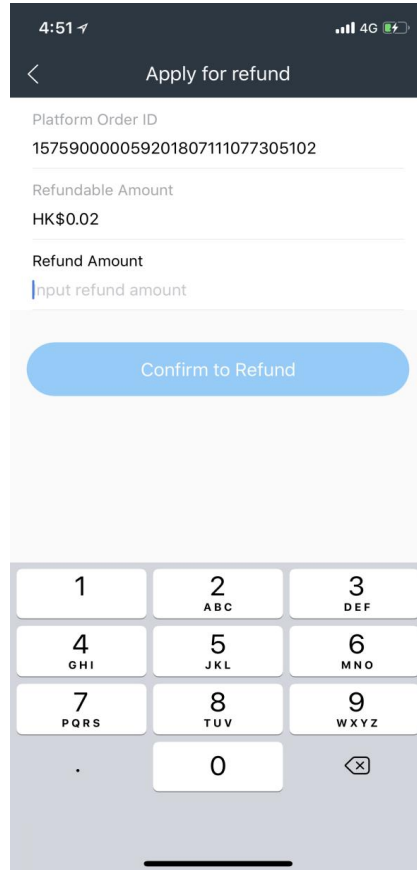 4:51
4G
Apply for refund
Platform Order ID
1575900000592018071110773051​02
Refundable Amount
HK$0.02
Refund Amount
Input refund amount
Confirm to Refund
1
2
ABC
3
DEF
4
GHI
5
JKL
6
MNO
7
PQRS
8
TUV
9
WXYZ
.
0